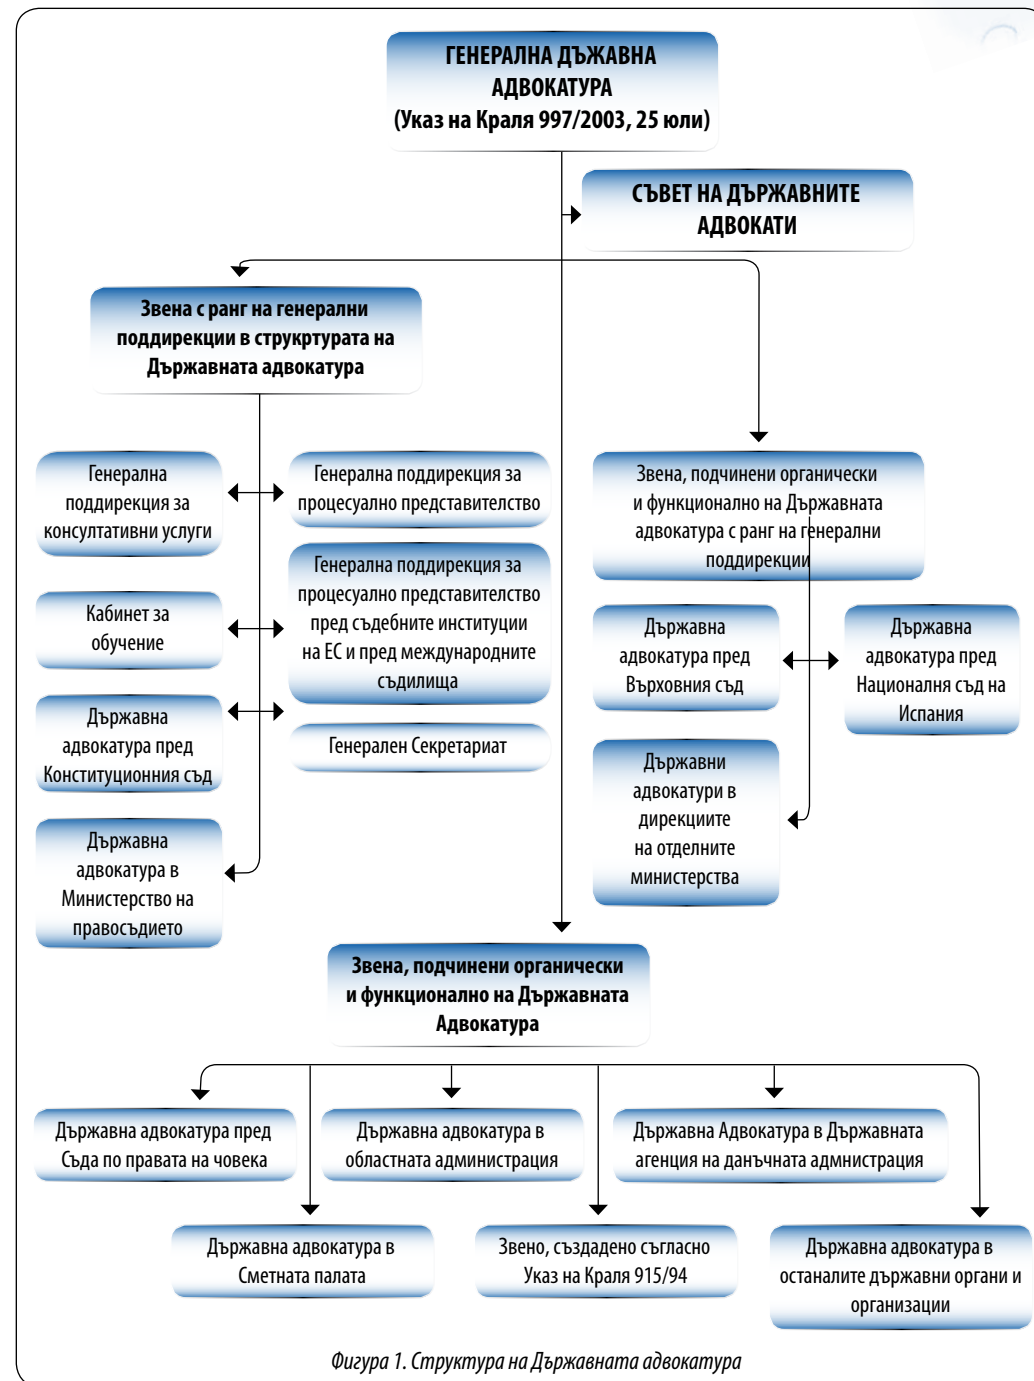 ГЕНЕРАЛНА ДЪЖАВНА
АДВОКАТУРА
(Указ на Краля 997/2003, 25 юли)
СЪВЕТ НА ДЪРЖАВНИТЕ
АДВОКАТИ
Звена с ранг на генерални
поддирекции в струкртурата на
Държавната адвокатура
Генерална
поддирекция за
консултативни услуги
Генерална поддирекция за
процесуално представителство
Кабинет за
обучение
Генерална поддирекция за
процесуално представителство
пред съдебните институции
на ЕС и пред международните
съдилища
Държавна
адвокатура пред
Конституционния съд
Генерален Секретариат
Държавна
адвокатура в
Министерство на
правосъдието
Звена, подчинени органически
и функционално на Държавната
адвокатура с ранг на генерални
поддирекции
Държавна
адвокатура пред
Върховния съд
Държавна
адвокатура пред
Националня съд на
Испания
Държавни
адвокатури в
дирекциите
на отделните
министерства
Звена, подчинени органически
и функционално на Държавната
Адвокатура
Държавна адвокатура пред
Съда по правата на човека
Държавна адвокатура в
областната администрация
Държавна Адвокатура в Държавната
агенция на данъчната адмнистрация
Държавна адвокатура в
Сметната палата
Звено, създадено съгласно
Указ на Краля 915/94
Държавна адвокатура в
останалите държавни органи и
организации
Фигура 1. Структура на Държавната адвокатура